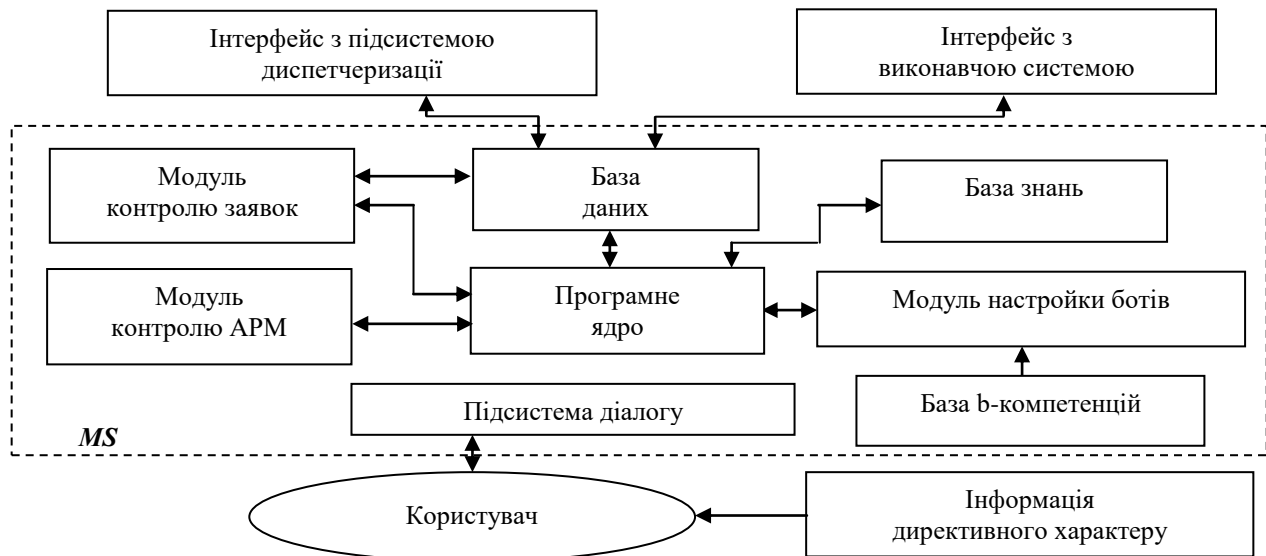 Інтерфейс з підсистемою
диспетчеризації
Інтерфейс з
виконавчою системою
Модуль
контролю заявок
База
даних
База знань
Модуль
контролю АРМ
Програмне
ядро
Модуль настройки ботів
Підсистема діалогу
База b-компетенцій
MS
Користувач
Інформація
директивного характеру